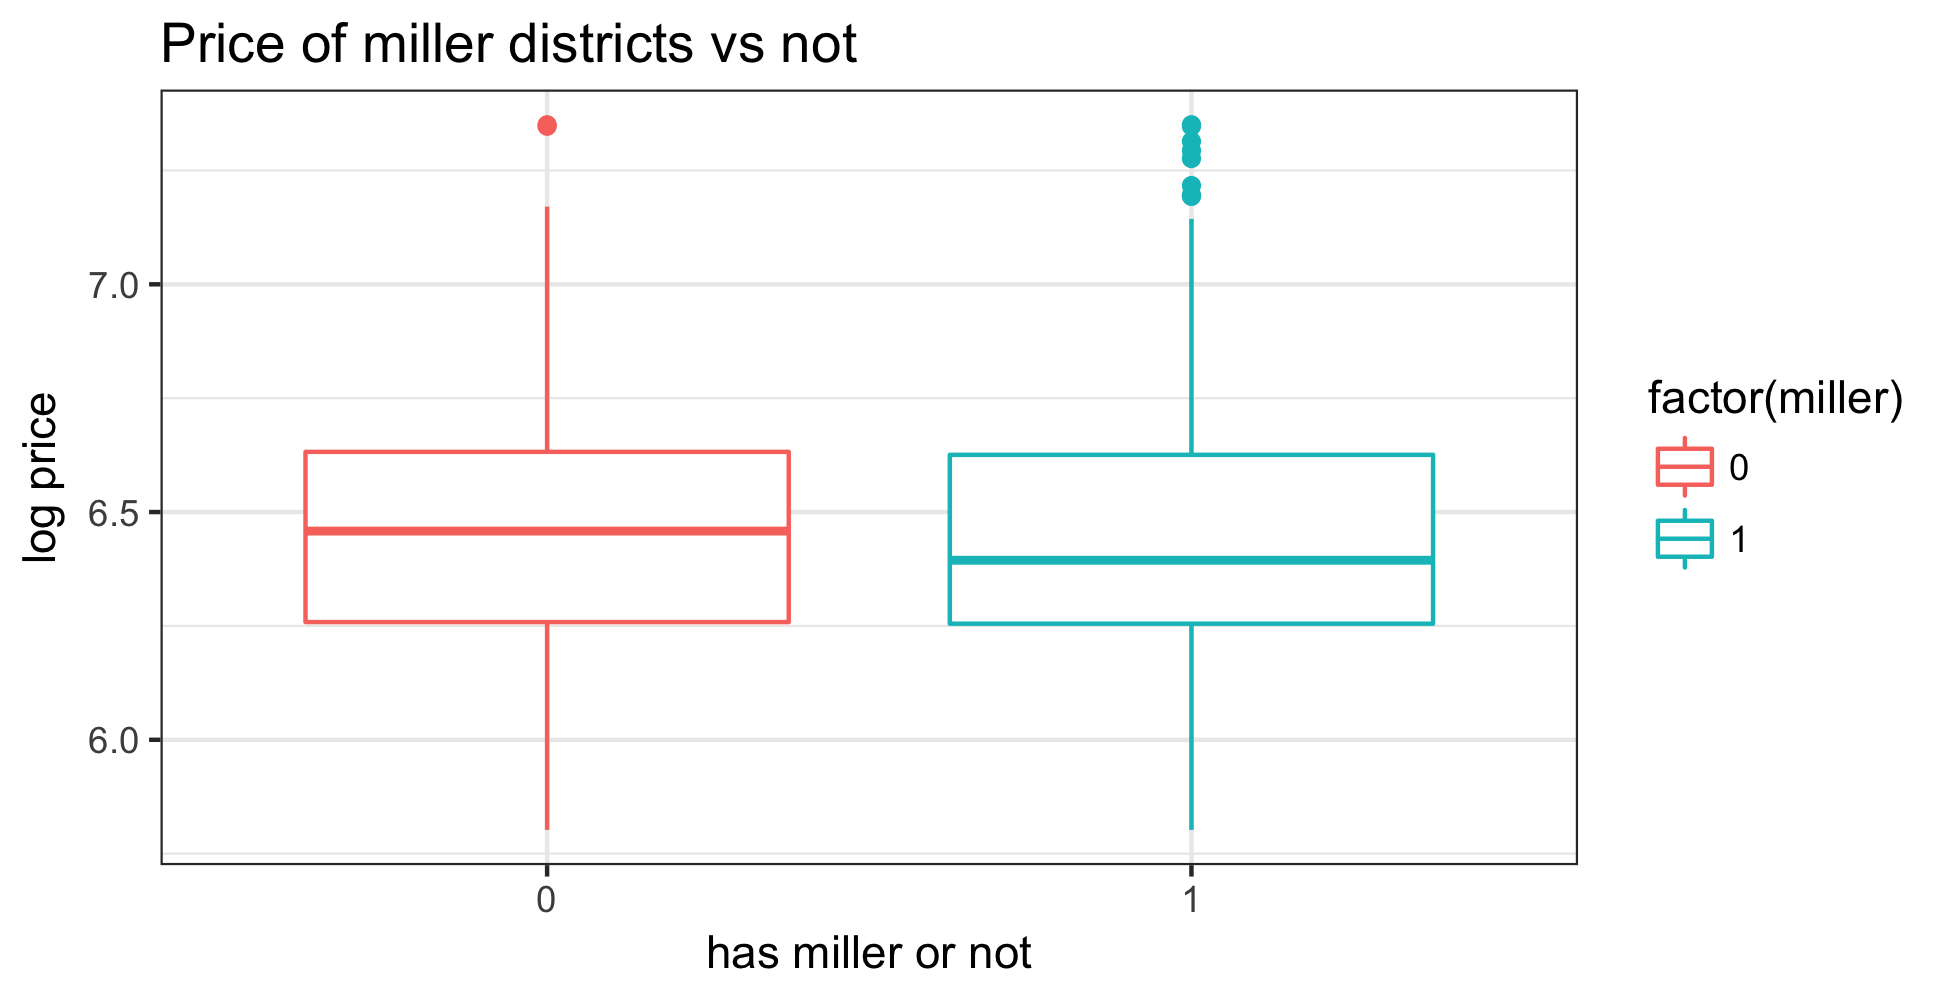 Price of miller districts vs not
log price
7.0
6.5
6.0
0
1
has miller or not
factor(miller)
0
1